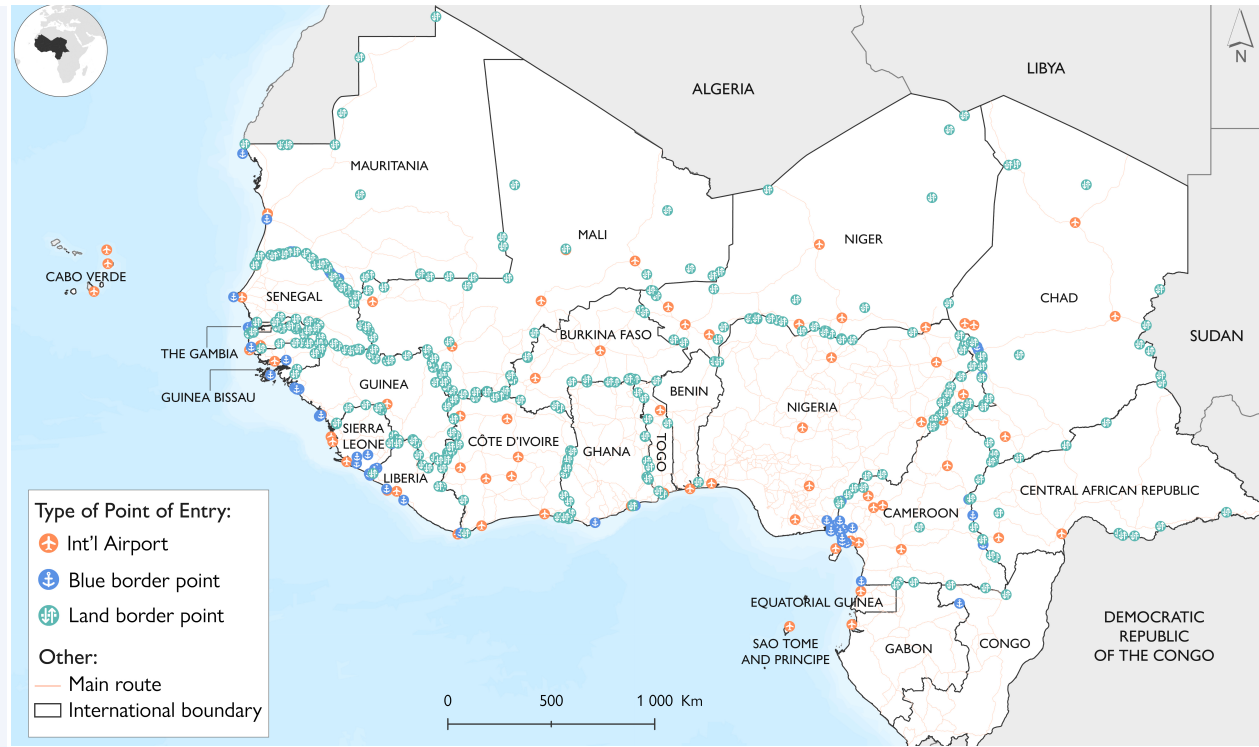 N
LIBYA
ALGERIA
MAURITANIA
MALI
NIGER
CABO VERDE
SENEGAL
CHAD
SUDAN
BURKINA FASO
THE GAMBIA
GUINEA BISSAU
GUINEA
BENIN
NIGERIA
SIERRA
LEONE
CÔTE D'IVOIRE
GHANA
TOGO
LIBERIA
CENTRAL AFRICAN REPUBLIC
CAMEROON
Type of Point of Entry:
Int'l Airport
Blue border point
Land border point
Other:
Main route
International boundary
EQUATORIAL GUINEA
SAO TOME
AND PRINCIPE
GABON
CONGO
DEMOCRATIC
REPUBLIC
OF THE CONGO
0 500 1 000 Km